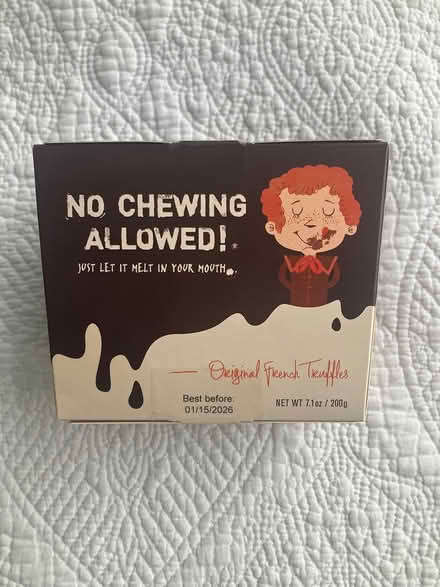 NO CHEWING
ALLOWED!
JUST LET IT MELT IN YOUR MOUTH
Original French Truffles
Best before:
01/15/2026
NET WT 7.1oz / 200g